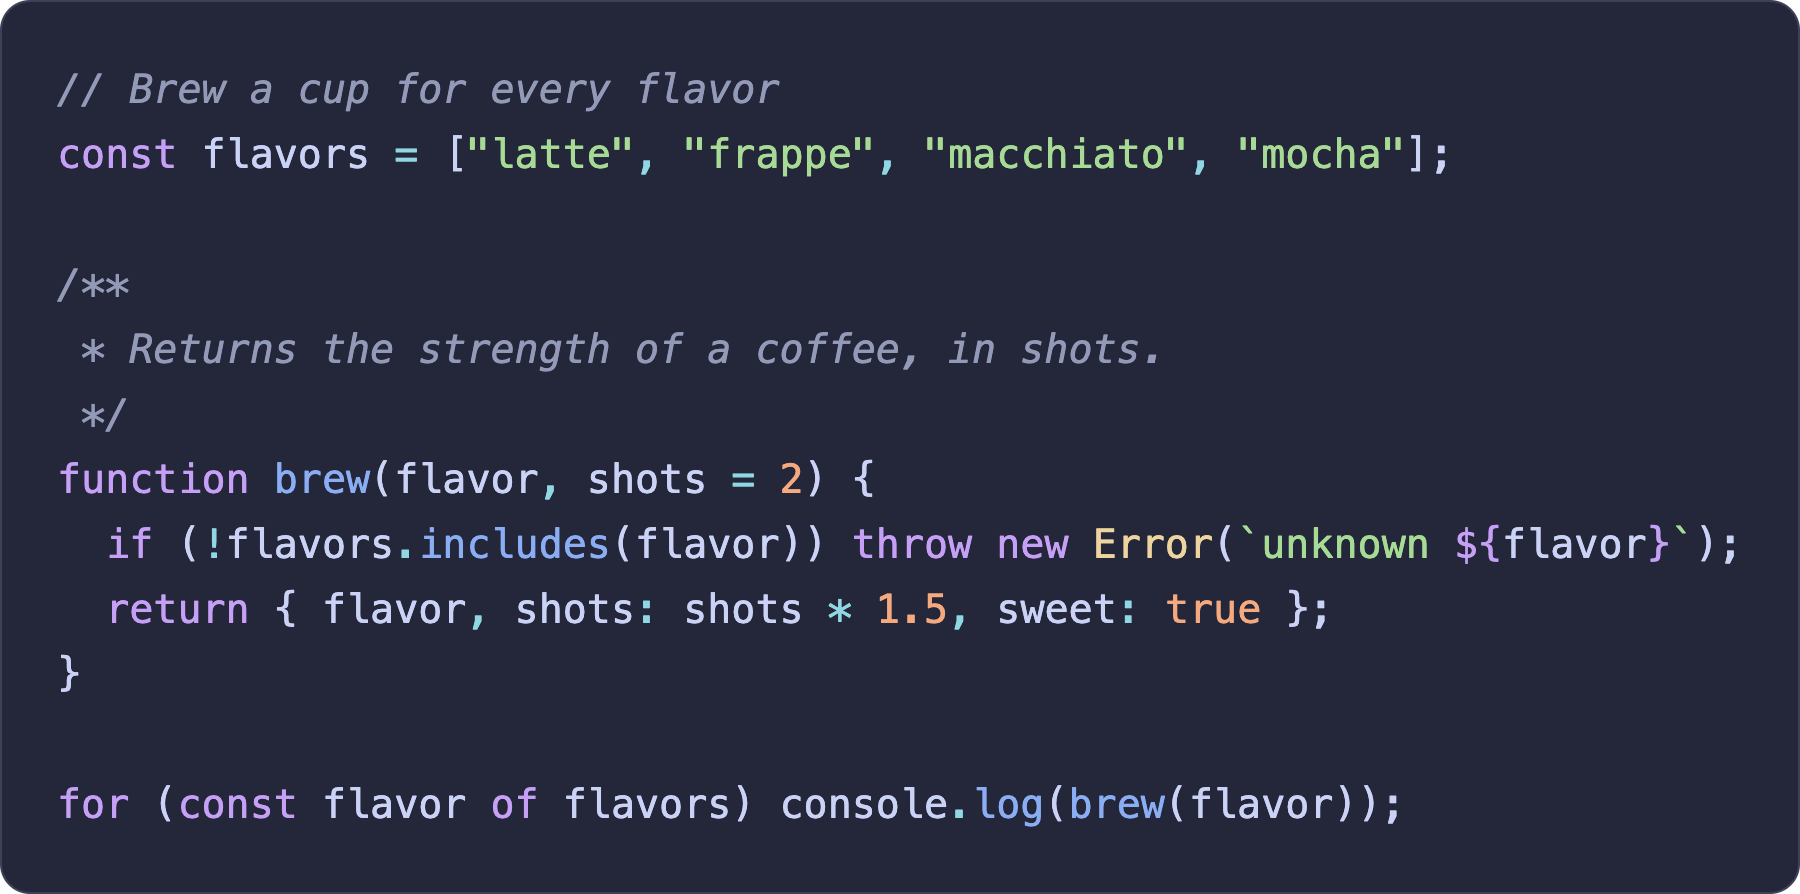 // Brew a cup for every flavor
const flavors = ["latte", "frappe", "macchiato", "mocha"];

/**
 * Returns the strength of a coffee, in shots.
 */
function brew(flavor, shots = 2) {
  if (!flavors.includes(flavor)) throw new Error(`unknown ${flavor}`);
  return { flavor, shots: shots * 1.5, sweet: true };
}

for (const flavor of flavors) console.log(brew(flavor));